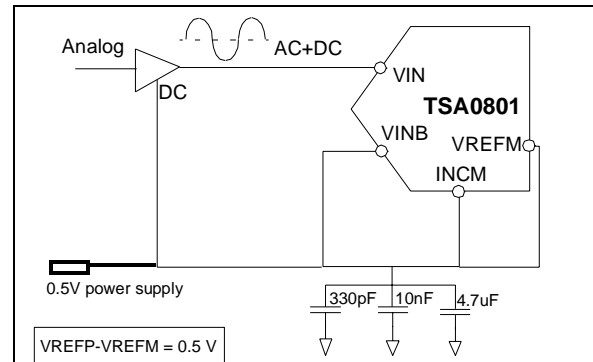 Analog
AC+DC
DC
VIN
TSA0801
VINB
VREFM
INCM
0.5V power supply
330pF
10nF
4.7uF
VREFP-VREFM = 0.5 V